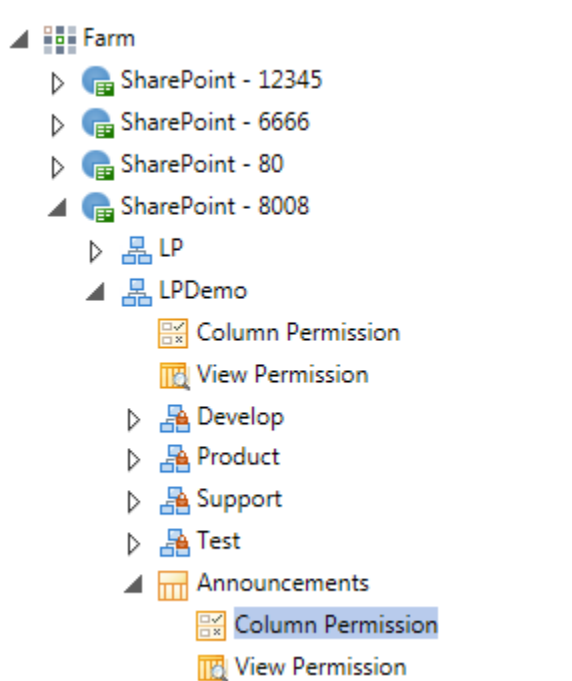 Farm
SharePoint - 12345
SharePoint - 6666
SharePoint - 80
SharePoint - 8008
LP
LPDemo
Column Permission
View Permission
Develop
Product
Support
Test
Announcements
Column Permission
View Permission